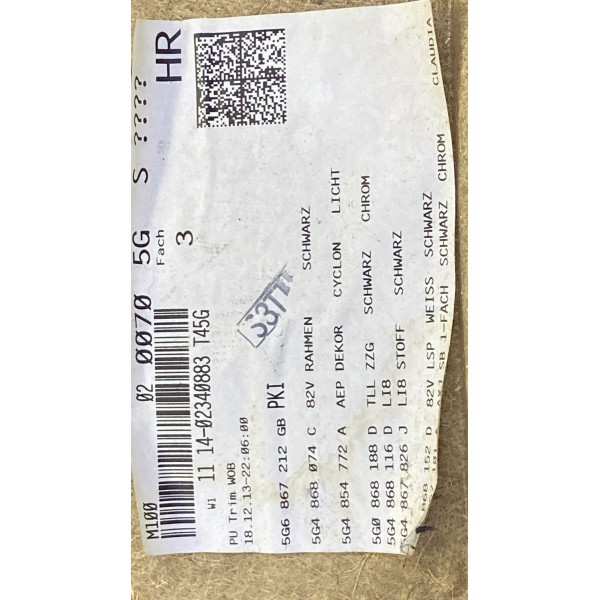 M100 02 0070 5G S ???? HR
Fach
3
W1 11 14-02340883 T45G
PU Trim WOB
18.12.13-22:06:00
5G6 867 212 GB PKI
5G4 868 074 C 82V RAHMEN SCHWARZ
5G4 854 772 A AEP DEKOR CYCLON LICHT
5G0 868 188 D TLL ZZG SCHWARZ CHROM
5G4 868 116 D LI8
5G4 867 826 J LI8 STOFF SCHWARZ
868 152 D 82V LSP WEISS SCHWARZ
SB 1-FACH SCHWARZ CHROM
CLAUDIA